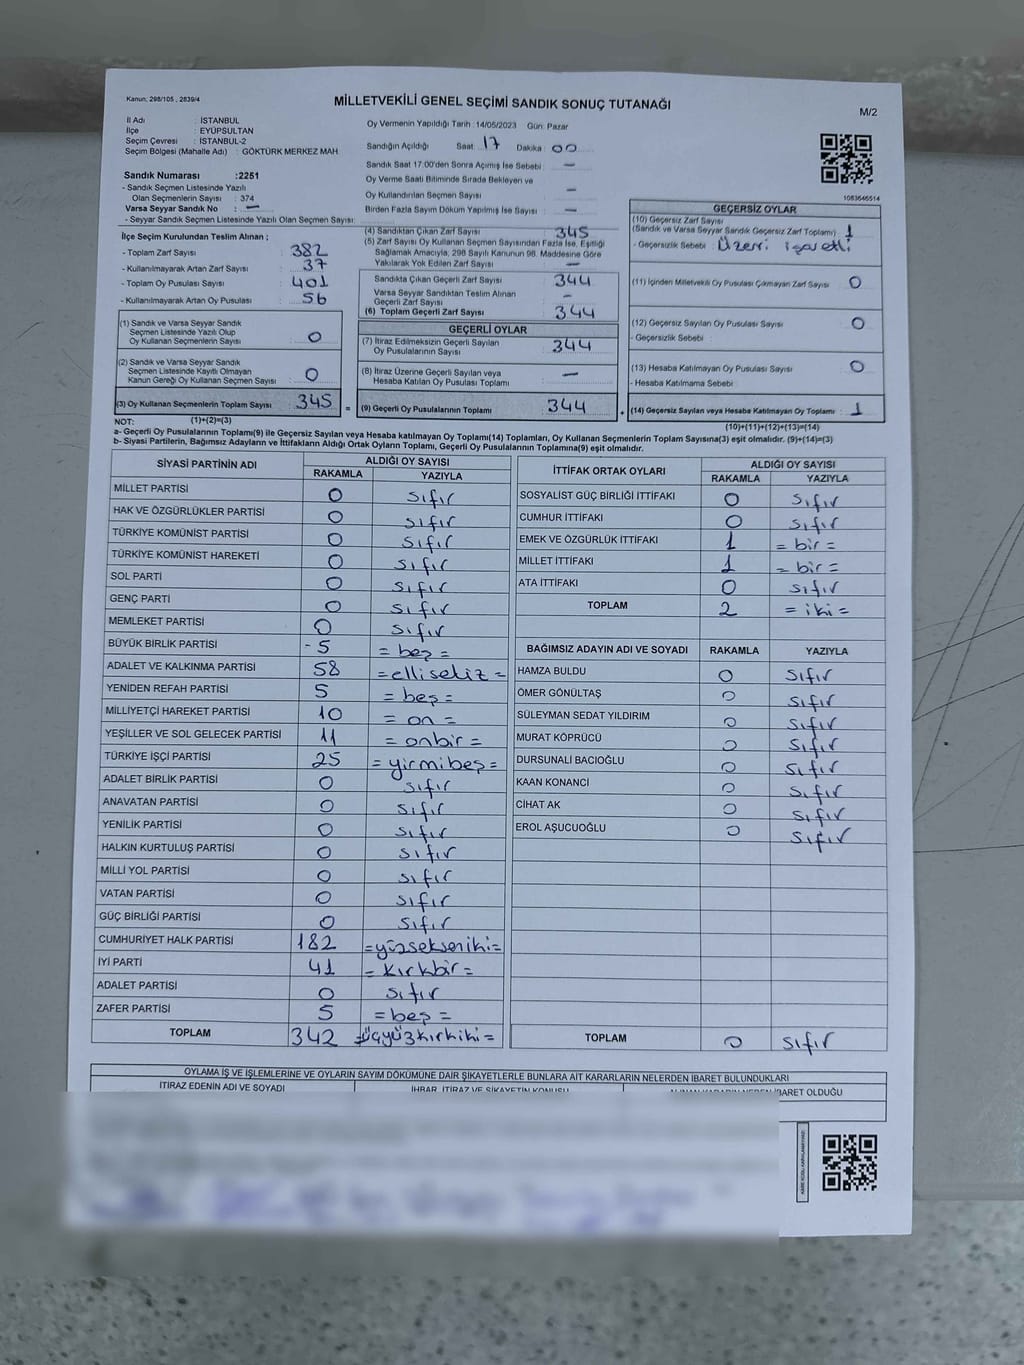 Kanun: 298/105 , 2839/4
MİLLETVEKİLİ GENEL SEÇİMİ SANDIK SONUÇ TUTANAĞI
M/2
İl Adı : İSTANBUL
İlçe : EYÜPSULTAN
Seçim Çevresi : İSTANBUL-2
Seçim Bölgesi (Mahalle Adı) : GÖKTÜRK MERKEZ MAH
Sandık Numarası :2251
- Sandık Seçmen Listesinde Yazılı
Olan Seçmenlerin Sayısı : 374
Varsa Seyyar Sandık No : —
- Seyyar Sandık Seçmen Listesinde Yazılı Olan Seçmen Sayısı:
Oy Vermenin Yapıldığı Tarih : 14/05/2023 Gün: Pazar
Sandığın Açıldığı Saat 17 Dakika : 00
Sandık Saat 17:00'den Sonra Açılmış İse Sebebi : —
Oy Verme Saati Bitiminde Sırada Bekleyen ve
Oy Kullandırılan Seçmen Sayısı —
Birden Fazla Sayım Döküm Yapılmış İse Sayısı : —
1083646514
İlçe Seçim Kurulundan Teslim Alınan ;
- Toplam Zarf Sayısı 382
- Kullanılmayarak Artan Zarf Sayısı : 37
- Toplam Oy Pusulası Sayısı : 401
- Kullanılmayarak Artan Oy Pusulası : 56
(1) Sandık ve Varsa Seyyar Sandık
Seçmen Listesinde Yazılı Olup
Oy Kullanan Seçmenlerin Sayısı : 0
(2) Sandık ve Varsa Seyyar Sandık
Seçmen Listesinde Kayıtlı Olmayan
Kanun Gereği Oy Kullanan Seçmen Sayısı : 0
(3) Oy Kullanan Seçmenlerin Toplam Sayısı : 345
(1)+(2)=(3)
(4) Sandıktan Çıkan Zarf Sayısı : 345
(5) Zarf Sayısı Oy Kullanan Seçmen Sayısından Fazla İse, Eşitliği
Sağlamak Amacıyla; 298 Sayılı Kanunun 98. Maddesine Göre
Yakılarak Yok Edilen Zarf Sayısı : —
Sandıkta Çıkan Geçerli Zarf Sayısı : 344
Varsa Seyyar Sandıktan Teslim Alınan
Geçerli Zarf Sayısı : —
(6) Toplam Geçerli Zarf Sayısı : 344
GEÇERLİ OYLAR
(7) İtiraz Edilmeksizin Geçerli Sayılan
Oy Pusulalarının Sayısı : 344
(8) İtiraz Üzerine Geçerli Sayılan veya
Hesaba Katılan Oy Pusulası Toplamı : —
= (9) Geçerli Oy Pusulalarının Toplamı : 344
GEÇERSİZ OYLAR
(10) Geçersiz Zarf Sayısı
(Sandık ve Varsa Seyyar Sandık Geçersiz Zarf Toplamı) : 1
- Geçersizlik Sebebi : Üzeri işaretli
(11) İçinden Milletvekili Oy Pusulası Çıkmayan Zarf Sayısı : 0
(12) Geçersiz Sayılan Oy Pusulası Sayısı : 0
- Geçersizlik Sebebi :
(13) Hesaba Katılmayan Oy Pusulası Sayısı : 0
- Hesaba Katılmama Sebebi :
+ (14) Geçersiz Sayılan veya Hesaba Katılmayan Oy Toplamı : 1
(10)+(11)+(12)+(13)=(14)
NOT:
a- Geçerli Oy Pusulalarının Toplamı(9) ile Geçersiz Sayılan veya Hesaba katılmayan Oy Toplamı(14) Toplamları, Oy Kullanan Seçmenlerin Toplam Sayısına(3) eşit olmalıdır. (9)+(14)=(3)
b- Siyasi Partilerin, Bağımsız Adayların ve İttifakların Aldığı Ortak Oyların Toplamı, Geçerli Oy Pusulalarının Toplamına(9) eşit olmalıdır.
SİYASİ PARTİNİN ADI ALDIĞI OY SAYISI
RAKAMLA YAZIYLA
MİLLET PARTİSİ 0 sıfır
HAK VE ÖZGÜRLÜKLER PARTİSİ 0 sıfır
TÜRKİYE KOMÜNİST PARTİSİ 0 sıfır
TÜRKİYE KOMÜNİST HAREKETİ 0 sıfır
SOL PARTİ 0 sıfır
GENÇ PARTİ 0 sıfır
MEMLEKET PARTİSİ 0 sıfır
BÜYÜK BİRLİK PARTİSİ - 5 = beş =
ADALET VE KALKINMA PARTİSİ 58 =ellisekiz =
YENİDEN REFAH PARTİSİ 5 = beş =
MİLLİYETÇİ HAREKET PARTİSİ 10 = on =
YEŞİLLER VE SOL GELECEK PARTİSİ 11 = onbir =
TÜRKİYE İŞÇİ PARTİSİ 25 = yirmibeş =
ADALET BİRLİK PARTİSİ 0 sıfır
ANAVATAN PARTİSİ 0 sıfır
YENİLİK PARTİSİ 0 sıfır
HALKIN KURTULUŞ PARTİSİ 0 sıfır
MİLLİ YOL PARTİSİ 0 sıfır
VATAN PARTİSİ 0 sıfır
GÜÇ BİRLİĞİ PARTİSİ 0 sıfır
CUMHURİYET HALK PARTİSİ 182 =yüzsekseniki=
İYİ PARTİ 41 = kırkbir =
ADALET PARTİSİ 0 sıfır
ZAFER PARTİSİ 5 = beş =
TOPLAM 342 =üçyüzkırkiki=
İTTİFAK ORTAK OYLARI ALDIĞI OY SAYISI
RAKAMLA YAZIYLA
SOSYALİST GÜÇ BİRLİĞİ İTTİFAKI 0 sıfır
CUMHUR İTTİFAKI 0 sıfır
EMEK VE ÖZGÜRLÜK İTTİFAKI 1 = bir =
MİLLET İTTİFAKI 1 = bir =
ATA İTTİFAKI 0 sıfır
TOPLAM 2 = iki =
BAĞIMSIZ ADAYIN ADI VE SOYADI RAKAMLA YAZIYLA
HAMZA BULDU 0 sıfır
ÖMER GÖNÜLTAŞ 0 sıfır
SÜLEYMAN SEDAT YILDIRIM 0 sıfır
MURAT KÖPRÜCÜ 0 sıfır
DURSUNALİ BACIOĞLU 0 sıfır
KAAN KONANCİ 0 sıfır
CİHAT AK 0 sıfır
EROL AŞUCUOĞLU 0 sıfır
TOPLAM 0 sıfır
OYLAMA İŞ VE İŞLEMLERİNE VE OYLARIN SAYIM DÖKÜMÜNE DAİR ŞİKAYETLERLE BUNLARA AİT KARARLARIN NELERDEN İBARET BULUNDUKLARI
İTİRAZ EDENİN ADI VE SOYADI İHBAR, İTİRAZ VE ŞİKAYETİN KONUSU İBARET OLDUĞU